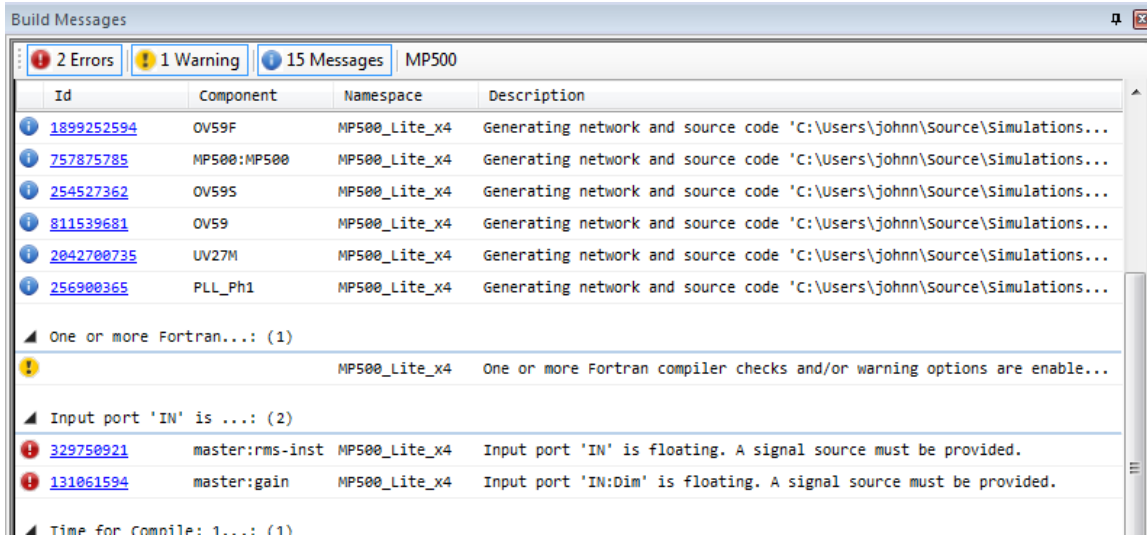 Build Messages
2 Errors 1 Warning 15 Messages MP500
Id Component Namespace Description
1899252594 OV59F MP500_Lite_x4 Generating network and source code 'C:\Users\johnn\Source\Simulations...
757875785 MP500:MP500 MP500_Lite_x4 Generating network and source code 'C:\Users\johnn\Source\Simulations...
254527362 OV59S MP500_Lite_x4 Generating network and source code 'C:\Users\johnn\Source\Simulations...
811539681 OV59 MP500_Lite_x4 Generating network and source code 'C:\Users\johnn\Source\Simulations...
2042700735 UV27M MP500_Lite_x4 Generating network and source code 'C:\Users\johnn\Source\Simulations...
256900365 PLL_Ph1 MP500_Lite_x4 Generating network and source code 'C:\Users\johnn\Source\Simulations...
One or more Fortran...: (1)
MP500_Lite_x4 One or more Fortran compiler checks and/or warning options are enable...
Input port 'IN' is ...: (2)
329750921 master:rms-inst MP500_Lite_x4 Input port 'IN' is floating. A signal source must be provided.
131061594 master:gain MP500_Lite_x4 Input port 'IN:Dim' is floating. A signal source must be provided.
Time for Compile: 1...: (1)